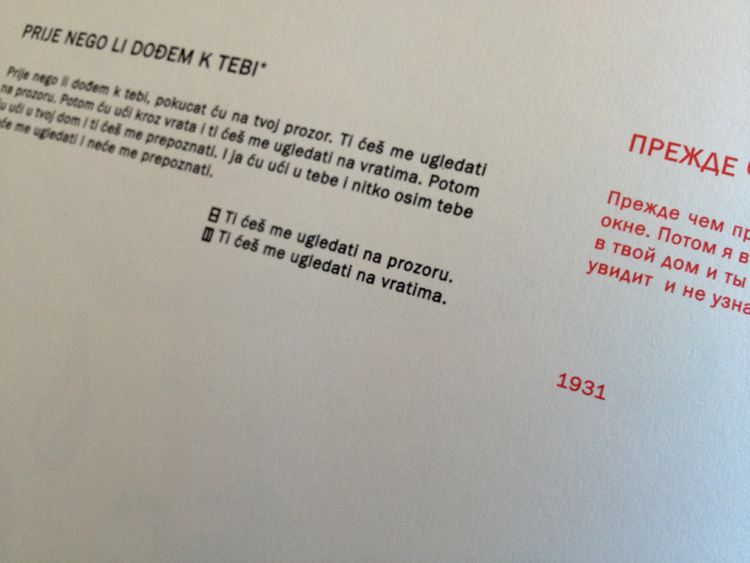 PRIJE NEGO LI DOĐEM K TEBI*
Prije nego li dođem k tebi, pokucat ću na tvoj prozor. Ti ćeš me ugledati
na prozoru. Potom ću ući kroz vrata i ti ćeš me ugledati na vratima. Potom
ću ući u tvoj dom i ti ćeš me prepoznati. I ja ću ući u tebe i nitko osim tebe
neće me ugledati i neće me prepoznati.
Ti ćeš me ugledati na prozoru.
Ti ćeš me ugledati na vratima.
ПРЕЖДЕ
Прежде чем
окне. Потом я
в твой дом и ты
увидит и не
1931